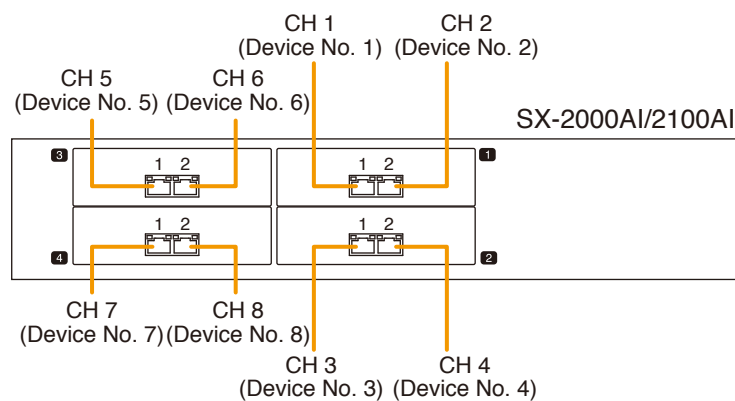 CH 1 CH 2
(Device No. 1) (Device No. 2)
CH 5 CH 6
(Device No. 5) (Device No. 6)
SX-2000AI/2100AI
3 1 2 1 2 1
4 1 2 1 2 2
CH 7 CH 8
(Device No. 7) (Device No. 8)
CH 3 CH 4
(Device No. 3) (Device No. 4)